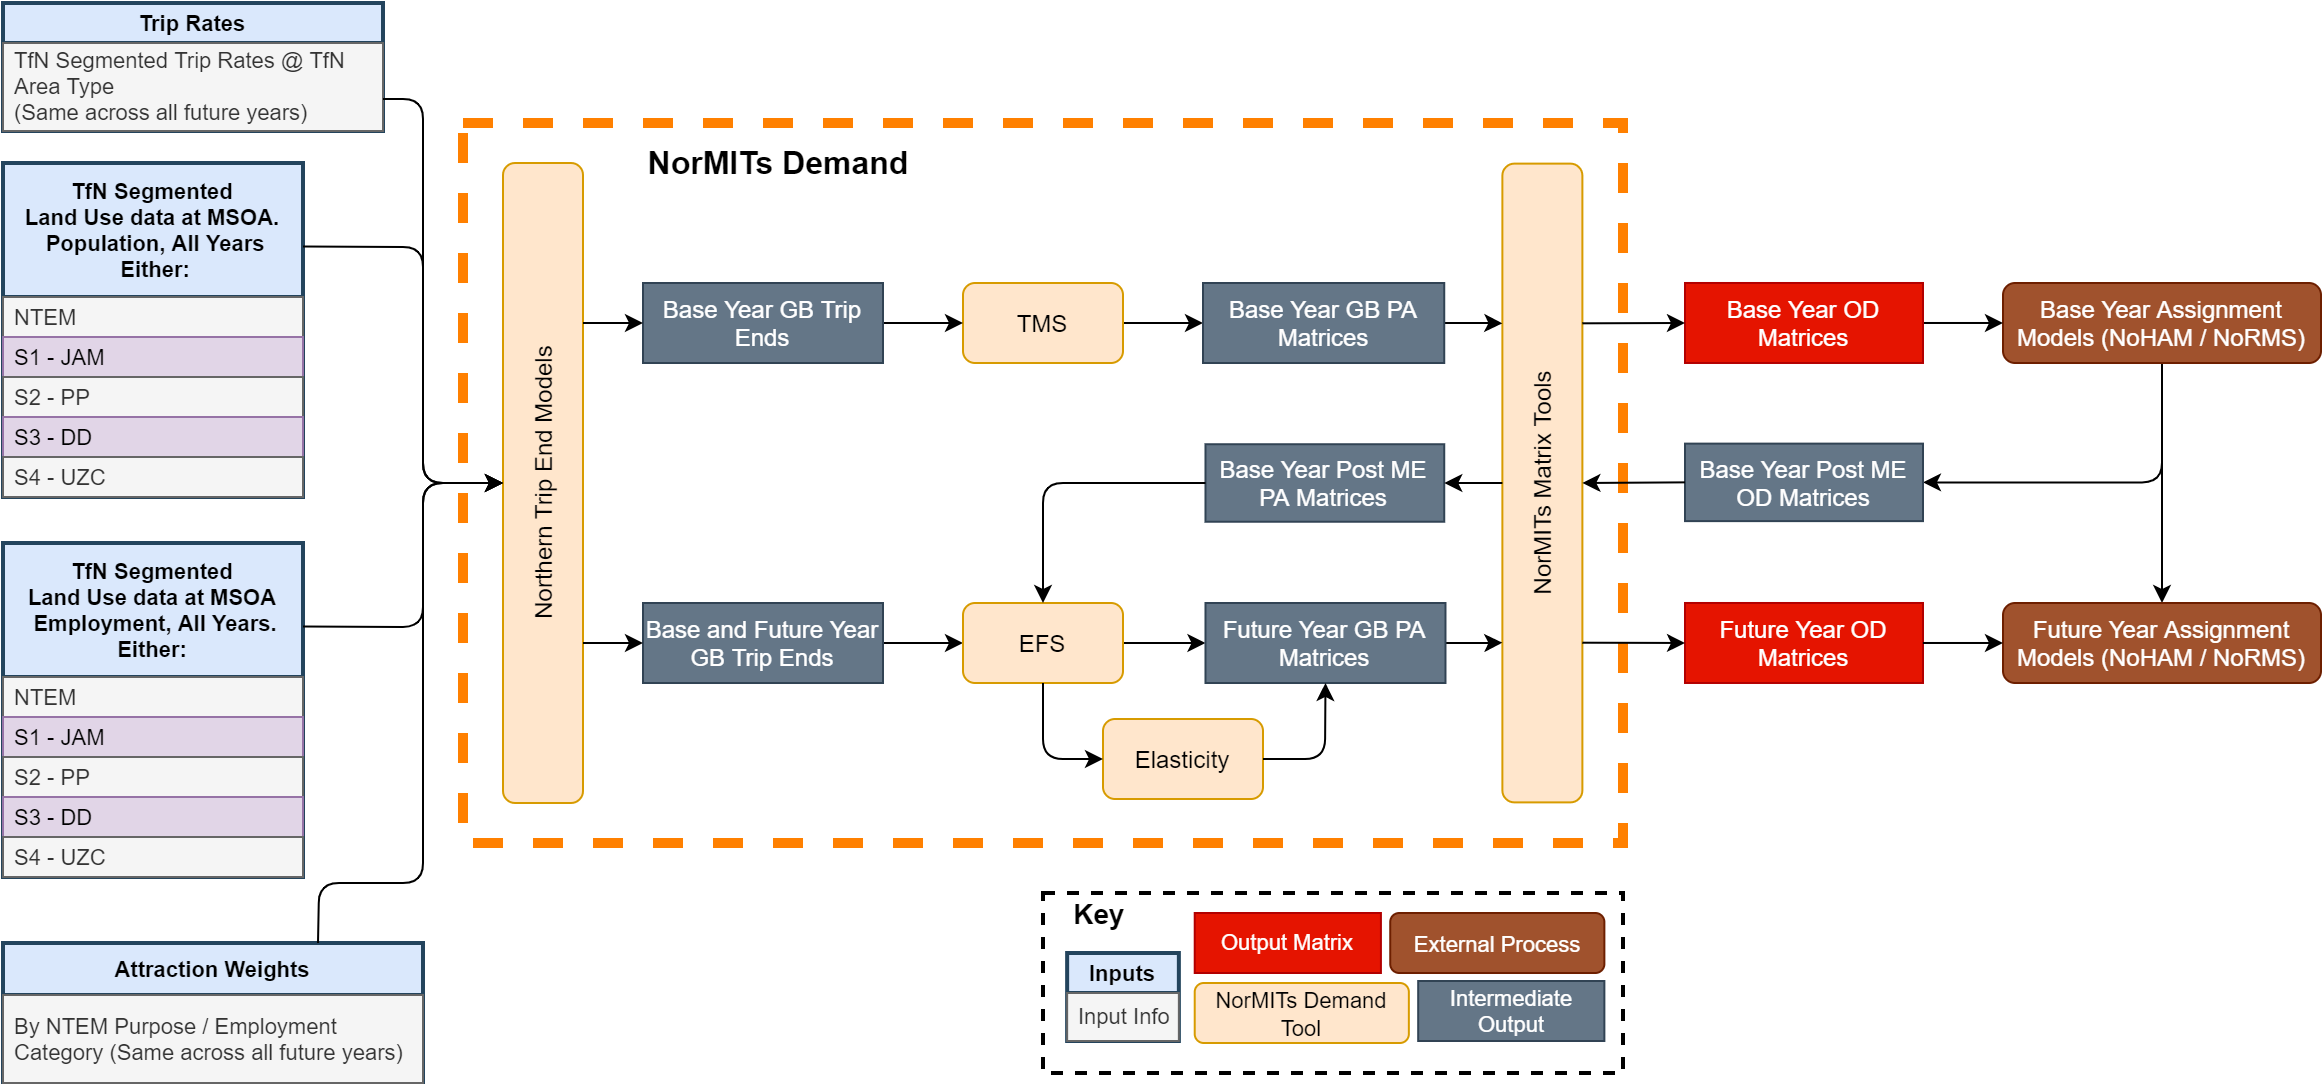 Trip Rates
TfN Segmented Trip Rates @ TfN
Area Type
(Same across all future years)
TfN Segmented
Land Use data at MSOA.
Population, All Years
Either:
NTEM
S1 - JAM
S2 - PP
S3 - DD
S4 - UZC
TfN Segmented
Land Use data at MSOA
Employment, All Years.
Either:
NTEM
S1 - JAM
S2 - PP
S3 - DD
S4 - UZC
Attraction Weights
By NTEM Purpose / Employment
Category (Same across all future years)
NorMITs Demand
Northern Trip End Models
Base Year GB Trip
Ends
TMS
Base Year GB PA
Matrices
NorMITs Matrix Tools
Base Year OD
Matrices
Base Year Assignment
Models (NoHAM / NoRMS)
Base Year Post ME
PA Matrices
Base Year Post ME
OD Matrices
Base and Future Year
GB Trip Ends
EFS
Future Year GB PA
Matrices
Future Year OD
Matrices
Future Year Assignment
Models (NoHAM / NoRMS)
Elasticity
Key
Inputs
Input Info
Output Matrix
External Process
NorMITs Demand
Tool
Intermediate
Output